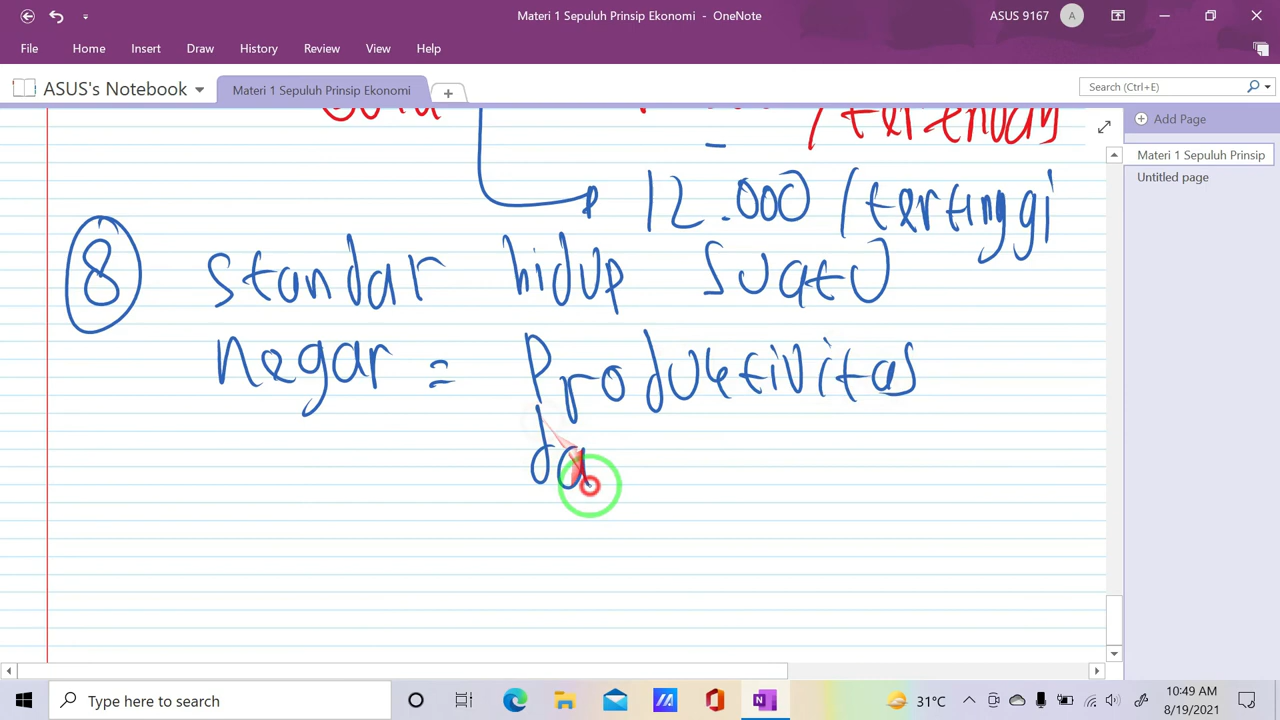 Materi 1 Sepuluh Prinsip Ekonomi - OneNote
ASUS 9167
A
File Home Insert Draw History Review View Help
ASUS's Notebook
Materi 1 Sepuluh Prinsip Ekonomi
Search (Ctrl+E)
Add Page
Materi 1 Sepuluh Prinsip
Untitled page
/terendah
12.000 /tertinggi
8 standar hidup suatu
negar = Produktivitas
da
Type here to search
31°C
10:49 AM
8/19/2021